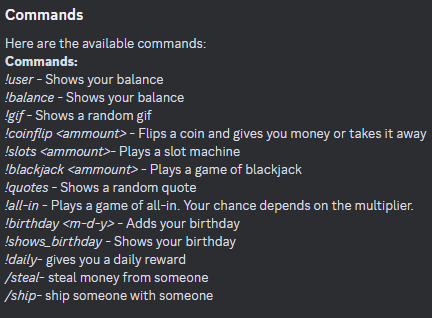 Commands
Here are the available commands:
Commands:
!user - Shows your balance
!balance - Shows your balance
!gif - Shows a random gif
!coinflip <ammount> - Flips a coin and gives you money or takes it away
!slots <ammount>- Plays a slot machine
!blackjack <ammount> - Plays a game of blackjack
!quotes - Shows a random quote
!all-in - Plays a game of all-in. Your chance depends on the multiplier.
!birthday <m-d-y> - Adds your birthday
!shows_birthday - Shows your birthday
!daily- gives you a daily reward
/steal- steal money from someone
/ship- ship someone with someone